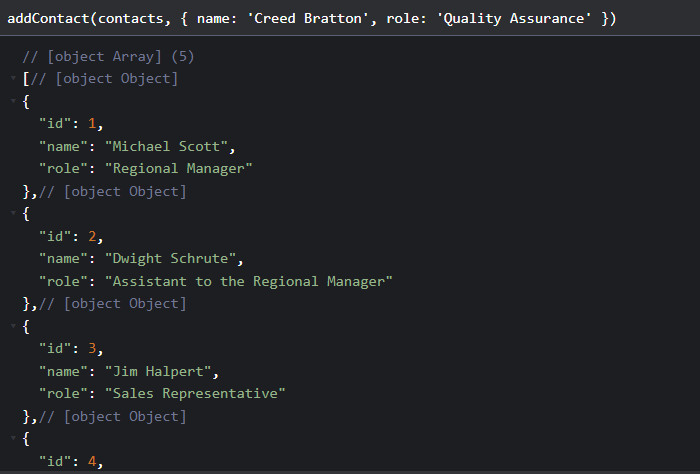 addContact(contacts, { name: 'Creed Bratton', role: 'Quality Assurance' })
// [object Array] (5)
[// [object Object]
{
"id": 1,
"name": "Michael Scott",
"role": "Regional Manager"
},// [object Object]
{
"id": 2,
"name": "Dwight Schrute",
"role": "Assistant to the Regional Manager"
},// [object Object]
{
"id": 3,
"name": "Jim Halpert",
"role": "Sales Representative"
},// [object Object]
{
"id": 4,